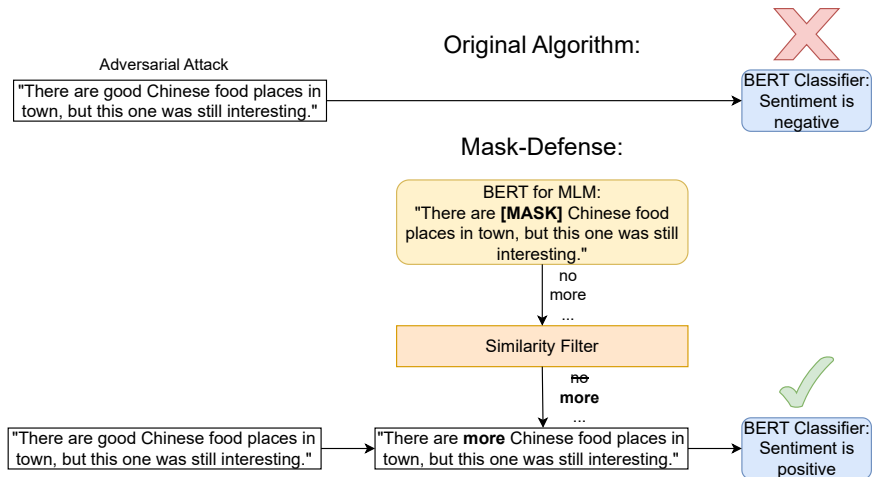 Original Algorithm:
Adversarial Attack
"There are good Chinese food places in
town, but this one was still interesting."
BERT Classifier:
Sentiment is
negative
Mask-Defense:
BERT for MLM:
"There are [MASK] Chinese food
places in town, but this one was still
interesting."
no
more
...
Similarity Filter
no
more
...
"There are good Chinese food places in
town, but this one was still interesting."
"There are more Chinese food places in
town, but this one was still interesting."
BERT Classifier:
Sentiment is
positive